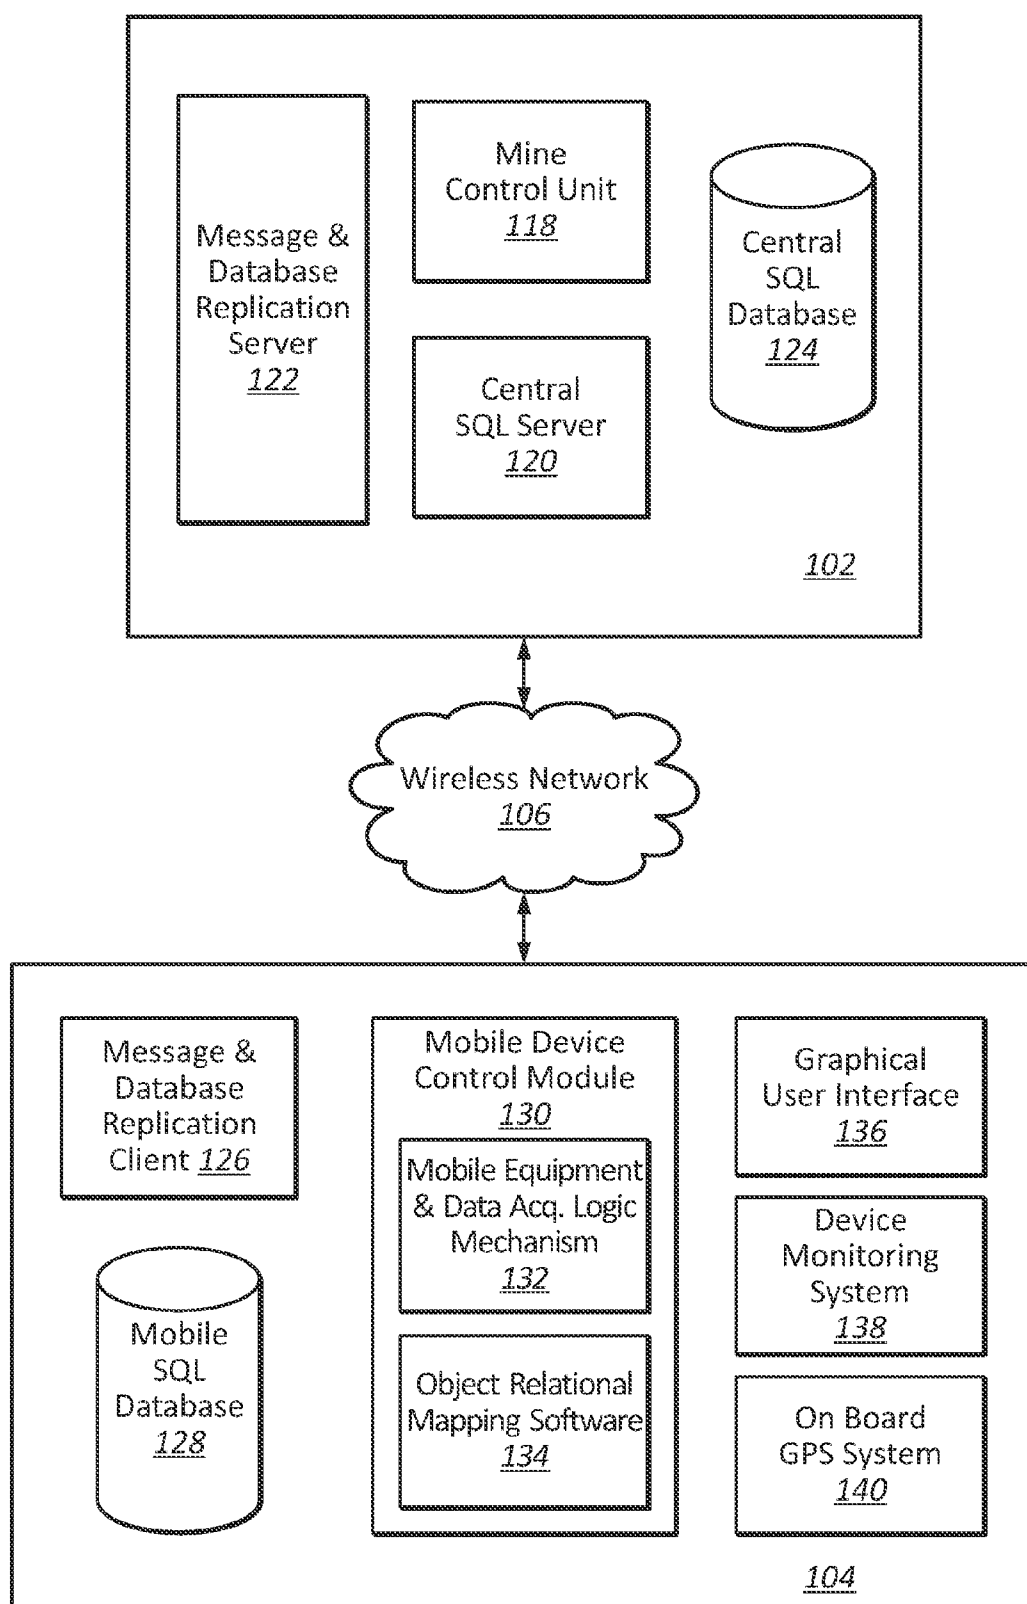 Message &
Database
Replication
Server
122
Mine
Control Unit
118
Central
SQL Server
120
Central
SQL
Database
124
102
Wireless Network
106
Message &
Database
Replication
Client 126
Mobile
SQL
Database
128
Mobile Device
Control Module
130
Mobile Equipment
& Data Acq. Logic
Mechanism
132
Object Relational
Mapping Software
134
Graphical
User Interface
136
Device
Monitoring
System
138
On Board
GPS System
140
104